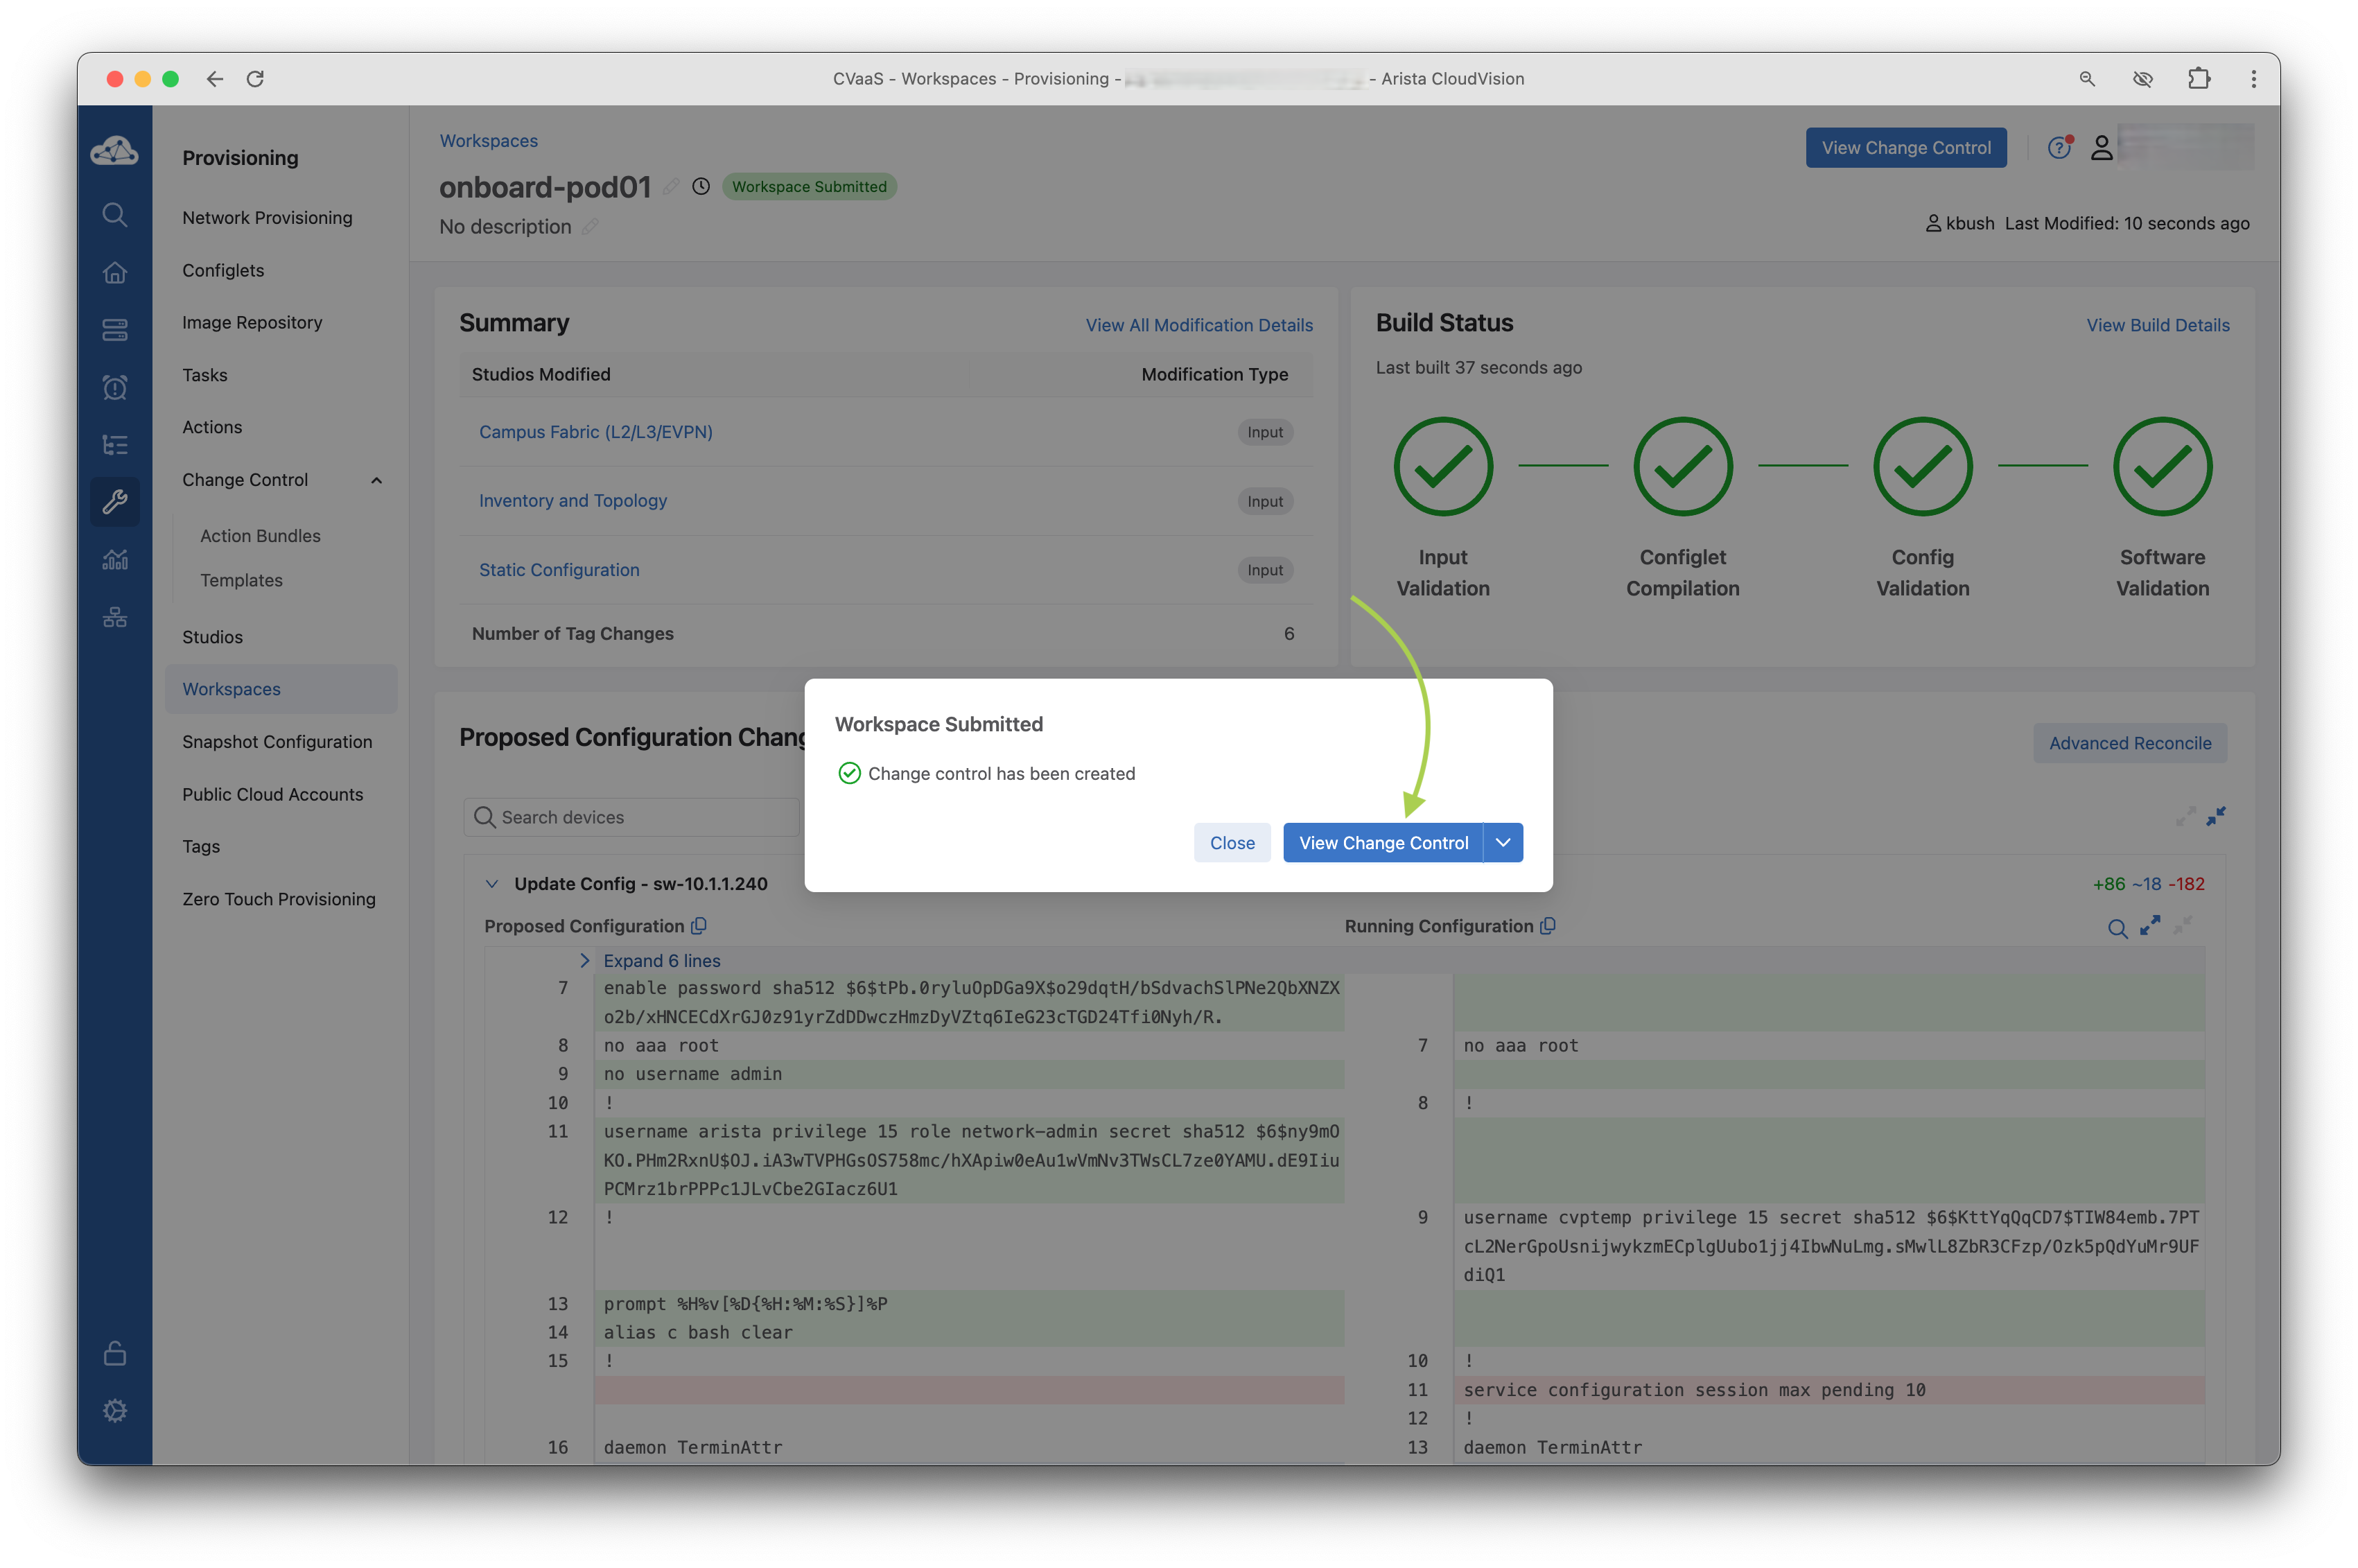 CVaaS - Workspaces - Provisioning -
- Arista CloudVision
Provisioning
Network Provisioning
Configlets
Image Repository
Tasks
Actions
Change Control
Action Bundles
Templates
Studios
Workspaces
Snapshot Configuration
Public Cloud Accounts
Tags
Zero Touch Provisioning
Workspaces
View Change Control
onboard-pod01
Workspace Submitted
No description
kbush Last Modified: 10 seconds ago
Summary
View All Modification Details
Studios Modified
Modification Type
Campus Fabric (L2/L3/EVPN)
Input
Inventory and Topology
Input
Static Configuration
Input
Number of Tag Changes
6
Build Status
View Build Details
Last built 37 seconds ago
Input
Validation
Configlet
Compilation
Config
Validation
Software
Validation
Proposed Configuration Chang
Advanced Reconcile
Workspace Submitted
Change control has been created
Close
View Change Control
Search devices
Update Config - sw-10.1.1.240
+86 ~18 -182
Proposed Configuration
Running Configuration
Expand 6 lines
7 enable password sha512 $6$tPb.0ryluOpDGa9X$o29dqtH/bSdvachSlPNe2QbXNZX
o2b/xHNCECdXrGJ0z91yrZdDDwczHmzDyVZtq6IeG23cTGD24Tfi0Nyh/R.
8 no aaa root
7 no aaa root
9 no username admin
10 !
8 !
11 username arista privilege 15 role network-admin secret sha512 $6$ny9mO
KO.PHm2RxnU$OJ.iA3wTVPHGsOS758mc/hXApiw0eAu1wVmNv3TWsCL7ze0YAMU.dE9Iiu
PCMrz1brPPPc1JLvCbe2GIacz6U1
12 !
9 username cvptemp privilege 15 secret sha512 $6$KttYqQqCD7$TIW84emb.7PT
cL2NerGpoUsnijwykzmECplgUubo1jj4IbwNuLmg.sMwlL8ZbR3CFzp/Ozk5pQdYuMr9UF
diQ1
13 prompt %H%v[%D{%H:%M:%S}]%P
14 alias c bash clear
15 !
10 !
11 service configuration session max pending 10
12 !
16 daemon TerminAttr
13 daemon TerminAttr